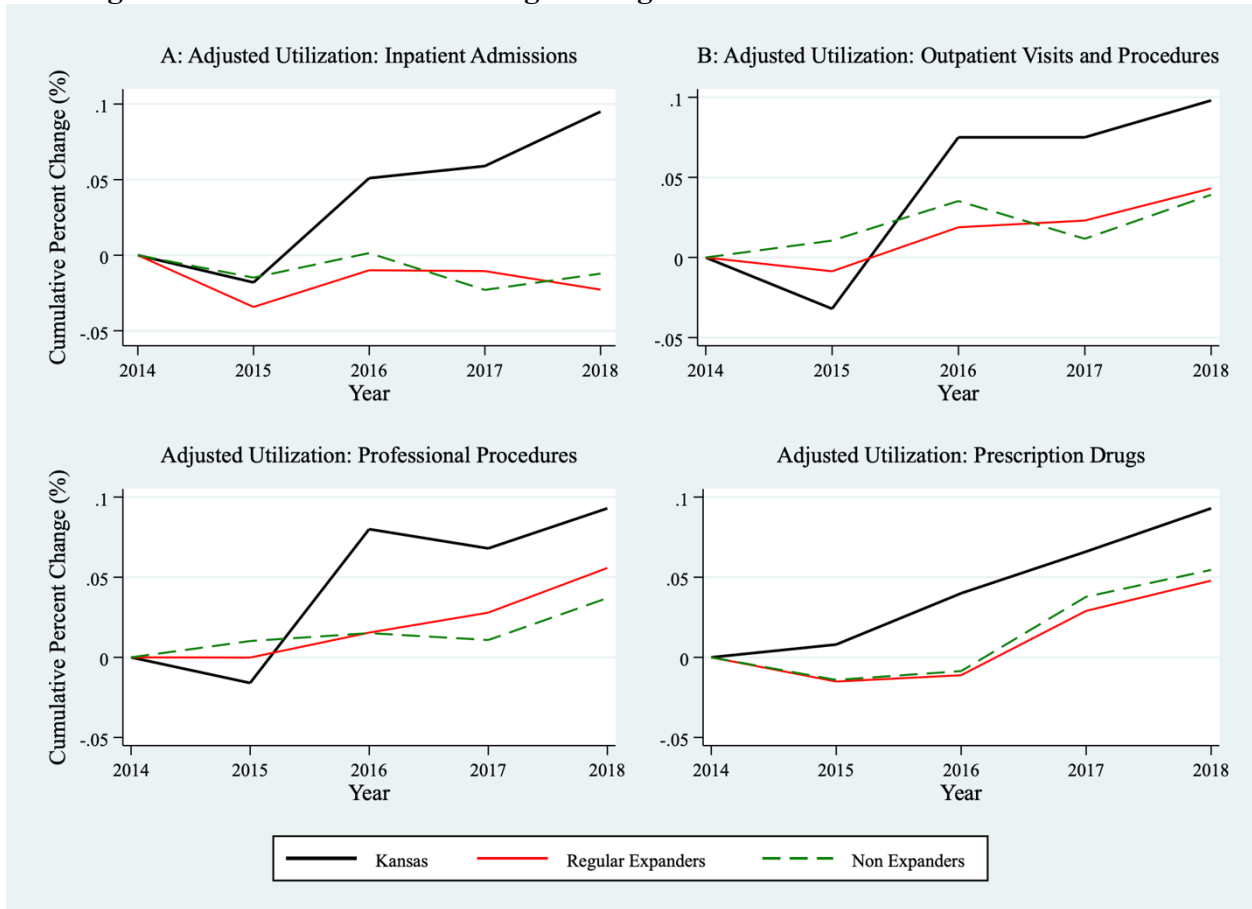 A: Adjusted Utilization: Inpatient Admissions
Cumulative Percent Change (%)
.1
.05
0
-.05
2014 2015 2016 2017 2018
Year
B: Adjusted Utilization: Outpatient Visits and Procedures
.1
.05
0
-.05
2014 2015 2016 2017 2018
Year
Adjusted Utilization: Professional Procedures
Cumulative Percent Change (%)
.1
.05
0
-.05
2014 2015 2016 2017 2018
Year
Adjusted Utilization: Prescription Drugs
.1
.05
0
-.05
2014 2015 2016 2017 2018
Year
Kansas Regular Expanders Non Expanders